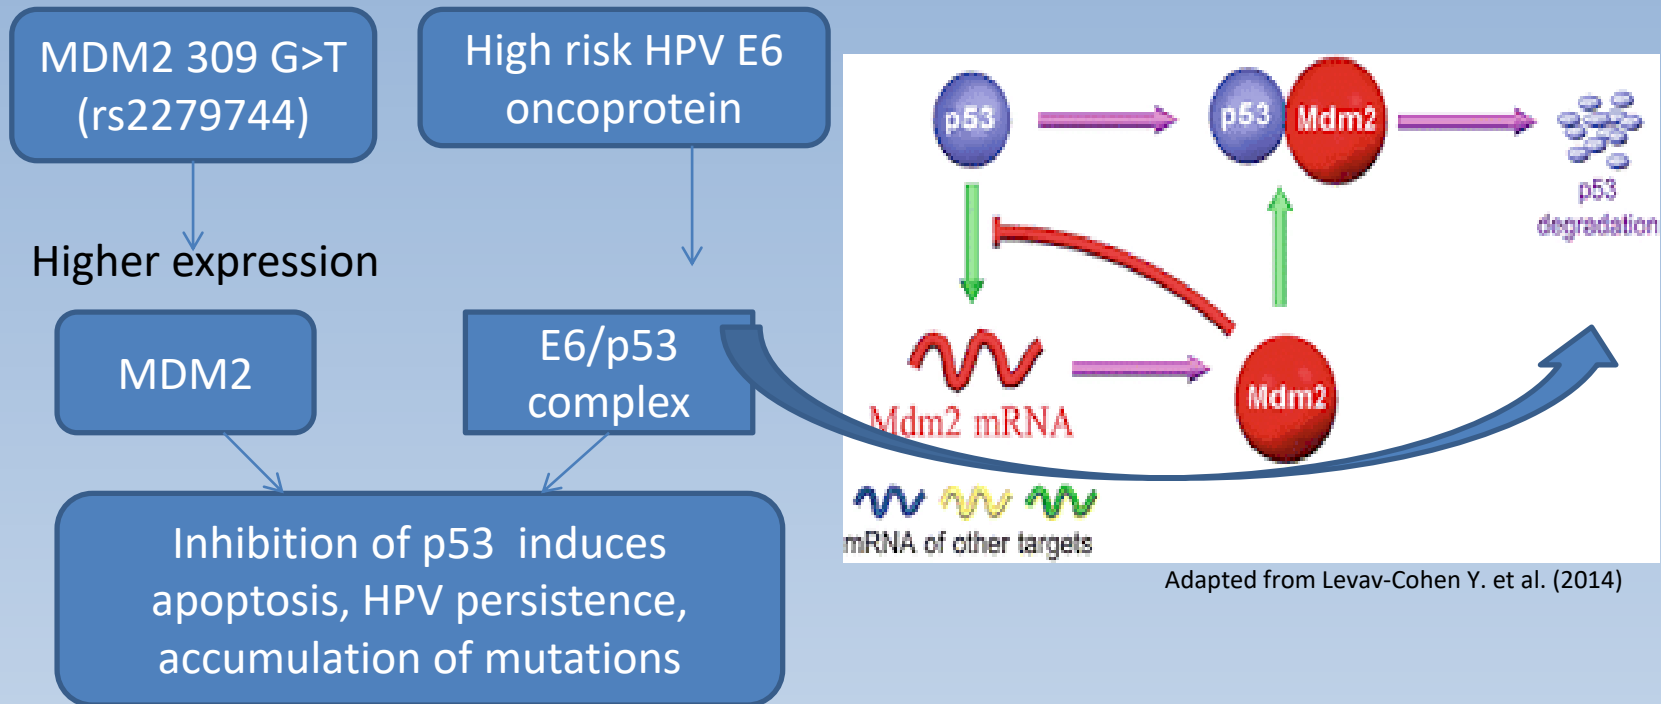 MDM2 309 G>T
(rs2279744)
High risk HPV E6
oncoprotein
Higher expression
MDM2
E6/p53
complex
Inhibition of p53 induces
apoptosis, HPV persistence,
accumulation of mutations
p53
p53
Mdm2
p53
degradation
Mdm2 mRNA
Mdm2
mRNA of other targets
Adapted from Levav-Cohen Y. et al. (2014)